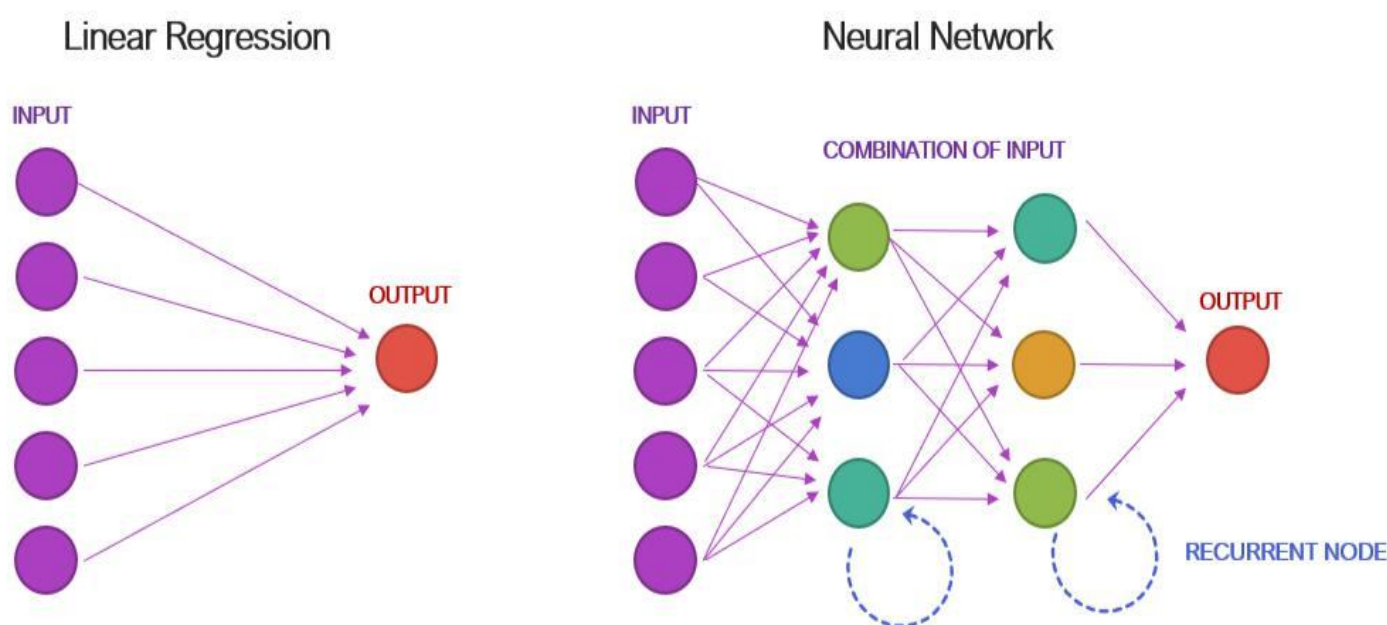 Linear Regression
Neural Network
INPUT
OUTPUT
INPUT
COMBINATION OF INPUT
OUTPUT
RECURRENT NODE